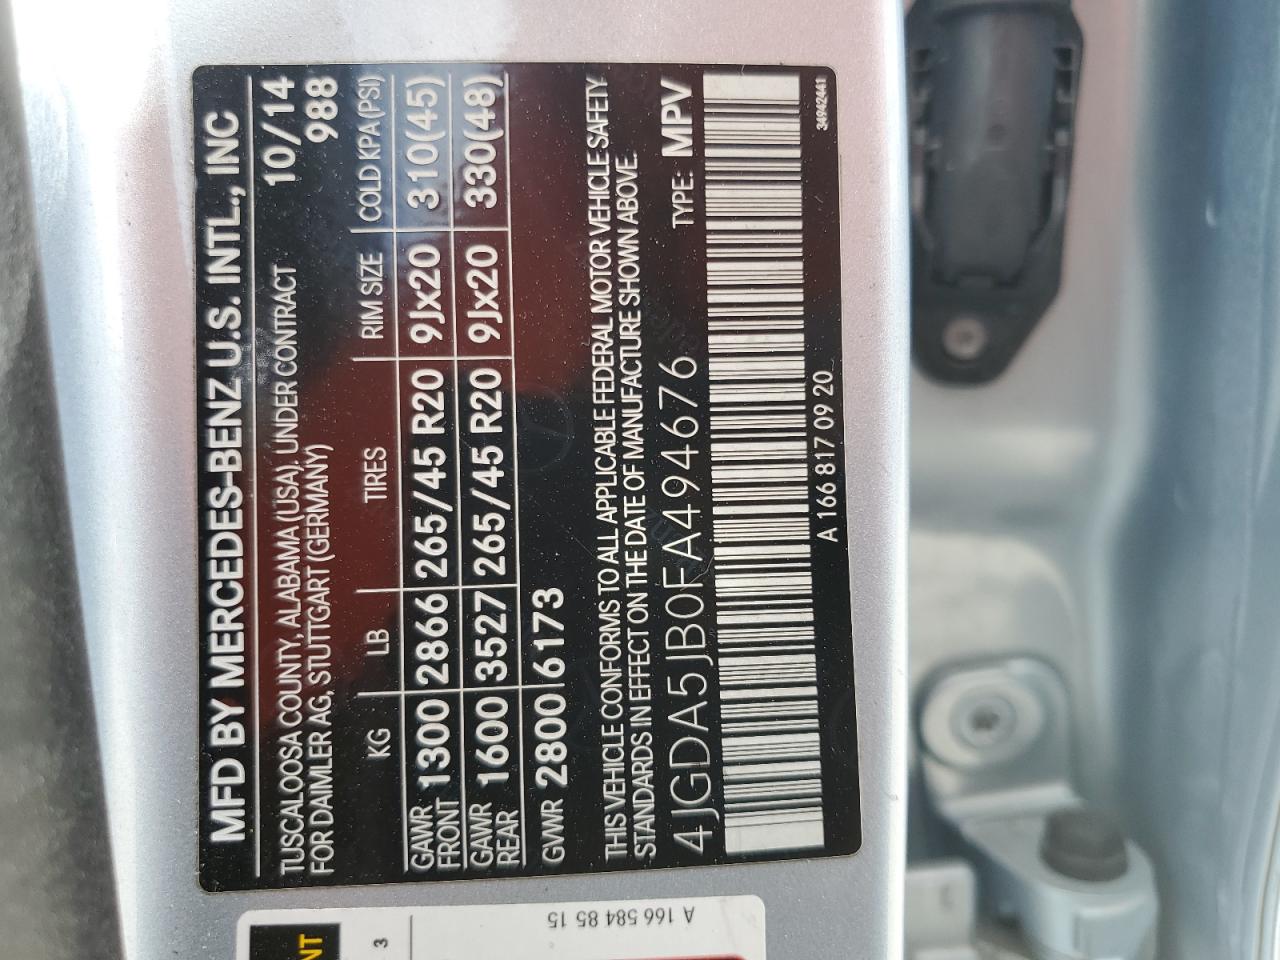 MFD BY MERCEDES-BENZ U.S. INTL., INC
TUSCALOOSA COUNTY, ALABAMA (USA). UNDER CONTRACT 10/14
FOR DAIMLER AG, STUTTGART (GERMANY) 988
KG LB TIRES RIM SIZE COLD KPA (PSI)
GAWR FRONT 1300 2866 265/45 R20 9Jx20 310(45)
GAWR REAR 1600 3527 265/45 R20 9Jx20 330(48)
GVWR 2800 6173
THIS VEHICLE CONFORMS TO ALL APPLICABLE FEDERAL MOTOR VEHICLE SAFETY
STANDARDS IN EFFECT ON THE DATE OF MANUFACTURE SHOWN ABOVE.
4JGDA5JB0FA494676 TYPE: MPV
A 166 817 09 20 34942441
A 166 584 85 15
3